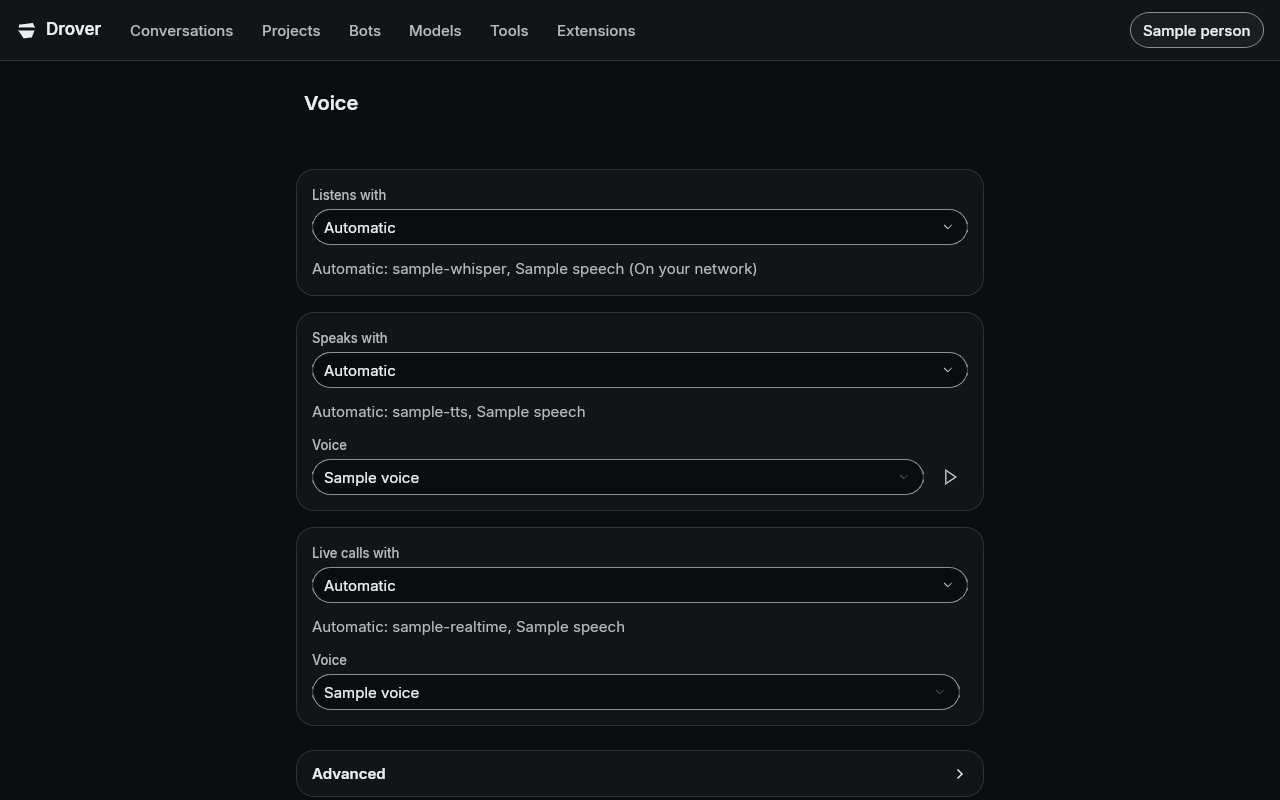 Drover
Conversations
Projects
Bots
Models
Tools
Extensions
Sample person
Voice
Listens with
Automatic
Automatic: sample-whisper, Sample speech (On your network)
Speaks with
Automatic
Automatic: sample-tts, Sample speech
Voice
Sample voice
Live calls with
Automatic
Automatic: sample-realtime, Sample speech
Voice
Sample voice
Advanced